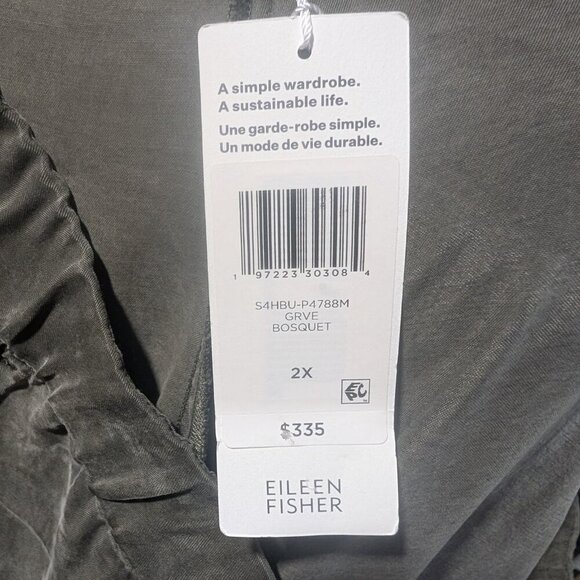 A simple wardrobe.
A sustainable life.
Une garde-robe simple.
Un mode de vie durable.
1 97223 30308 4
S4HBU-P4788M
GRVE
BOSQUET
2X
EPC
$335
EILEEN
FISHER